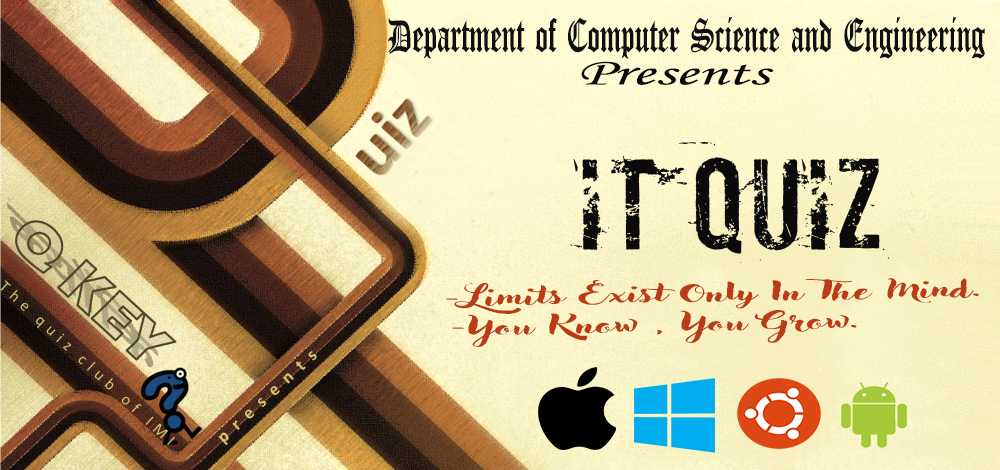 Department of Computer Science and Engineering
Presents
uiz
IT QUIZ
Q KEY
The quiz club of IM
presents
-Limits Exist Only In The Mind.
-You Know , You Grow.